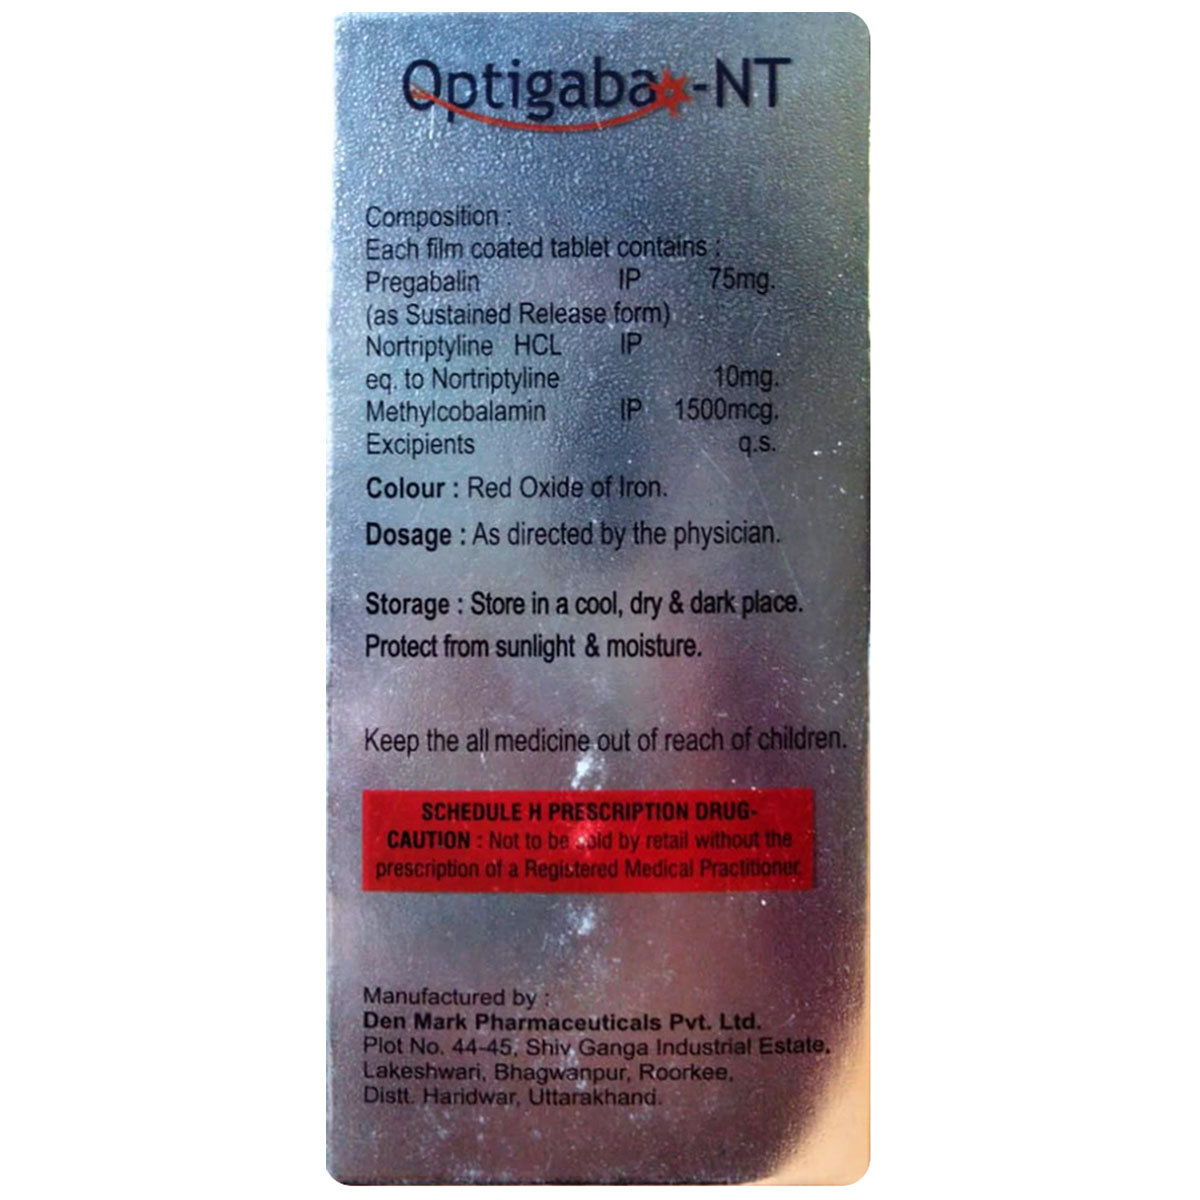 Optigaba-NT
Composition :
Each film coated tablet contains :
Pregabalin IP 75mg.
(as Sustained Release form)
Nortriptyline HCL IP
eq. to Nortriptyline 10mg.
Methylcobalamin IP 1500mcg.
Excipients q.s.
Colour : Red Oxide of Iron.
Dosage : As directed by the physician.
Storage : Store in a cool, dry & dark place.
Protect from sunlight & moisture.
Keep the all medicine out of reach of children.
SCHEDULE H PRESCRIPTION DRUG-
CAUTION : Not to be sold by retail without the
prescription of a Registered Medical Practitioner.
Manufactured by :
Den Mark Pharmaceuticals Pvt. Ltd.
Plot No. 44-45, Shiv Ganga Industrial Estate,
Lakeshwari, Bhagwanpur, Roorkee,
Distt. Haridwar, Uttarakhand.